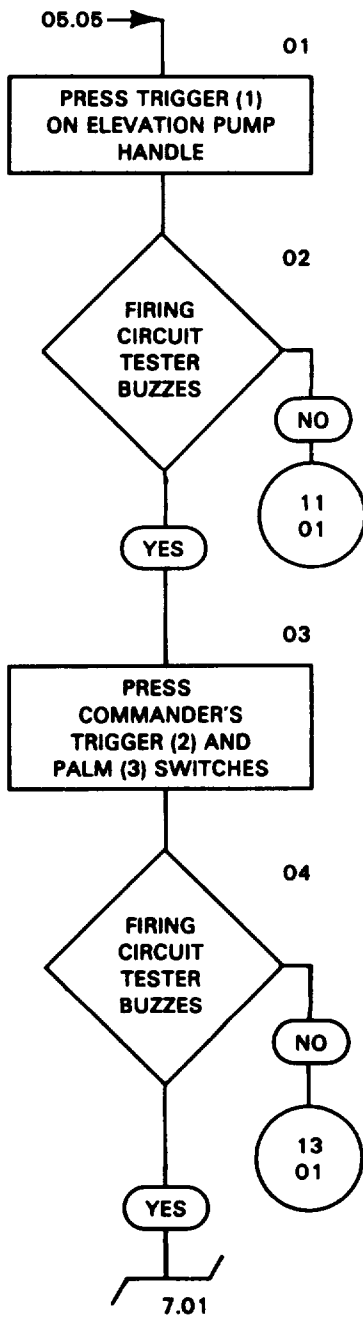 05.05
01
PRESS TRIGGER (1)
ON ELEVATION PUMP
HANDLE
02
FIRING
CIRCUIT
TESTER
BUZZES
NO
11
01
YES
03
PRESS
COMMANDER'S
TRIGGER (2) AND
PALM (3) SWITCHES
04
FIRING
CIRCUIT
TESTER
BUZZES
NO
13
01
YES
7.01